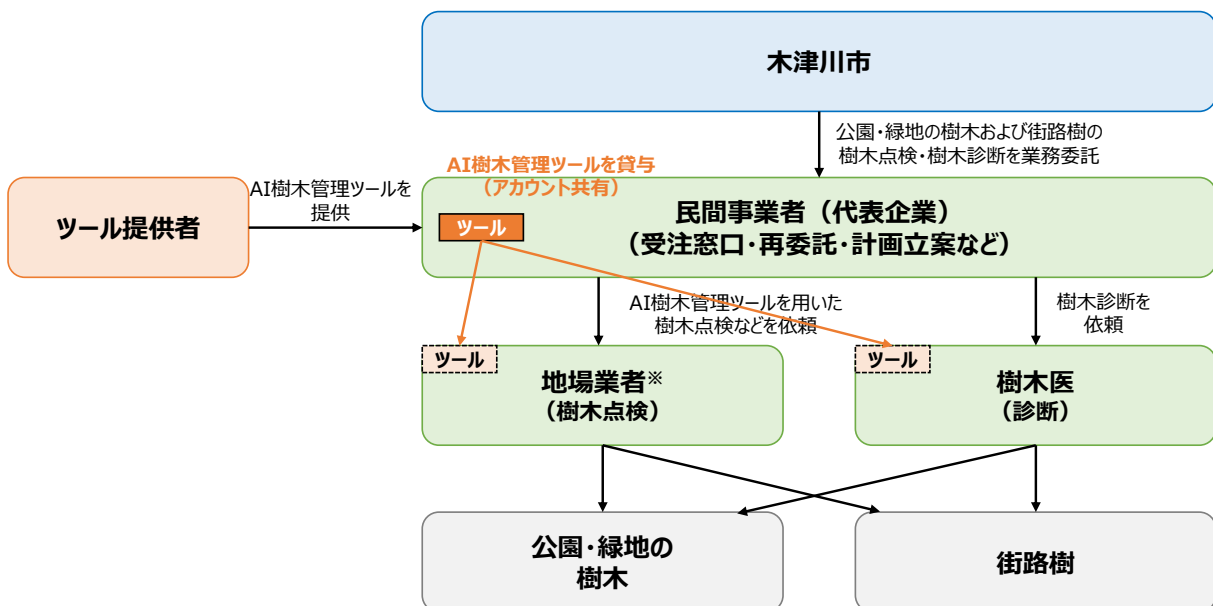 木津川市
公園・緑地の樹木および街路樹の
樹木点検・樹木診断を業務委託
AI樹木管理ツールを貸与
（アカウント共有）
ツール提供者
AI樹木管理ツールを
提供
民間事業者（代表企業）
（受注窓口・再委託・計画立案など）
ツール
AI樹木管理ツールを用いた
樹木点検などを依頼
樹木診断を
依頼
ツール
地場業者※
（樹木点検）
ツール
樹木医
（診断）
公園・緑地の
樹木
街路樹